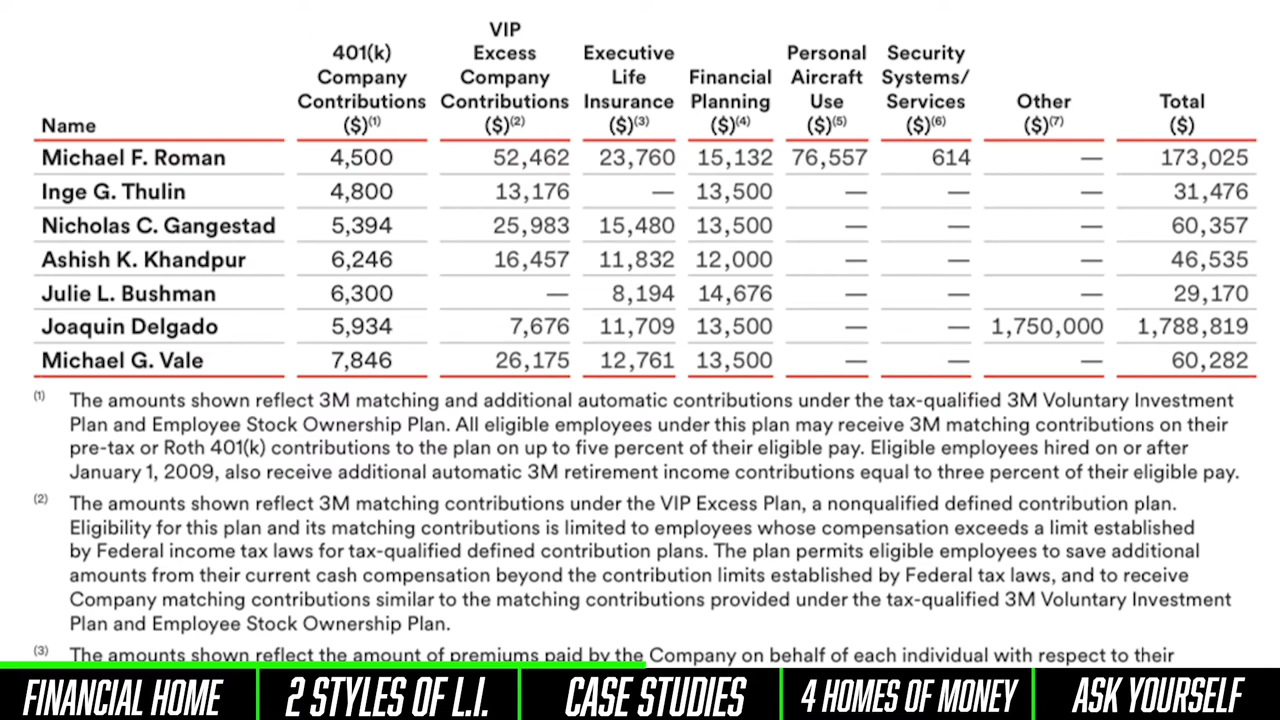 VIP
401(k) Excess Executive Personal Security
Company Company Life Financial Aircraft Systems/
Contributions Contributions Insurance Planning Use Services Other Total
Name ($)(1) ($)(2) ($)(3) ($)(4) ($)(5) ($)(6) ($)(7) ($)
Michael F. Roman 4,500 52,462 23,760 15,132 76,557 614 — 173,025
Inge G. Thulin 4,800 13,176 — 13,500 — — — 31,476
Nicholas C. Gangestad 5,394 25,983 15,480 13,500 — — — 60,357
Ashish K. Khandpur 6,246 16,457 11,832 12,000 — — — 46,535
Julie L. Bushman 6,300 — 8,194 14,676 — — — 29,170
Joaquin Delgado 5,934 7,676 11,709 13,500 — — 1,750,000 1,788,819
Michael G. Vale 7,846 26,175 12,761 13,500 — — — 60,282
(1) The amounts shown reflect 3M matching and additional automatic contributions under the tax-qualified 3M Voluntary Investment
Plan and Employee Stock Ownership Plan. All eligible employees under this plan may receive 3M matching contributions on their
pre-tax or Roth 401(k) contributions to the plan on up to five percent of their eligible pay. Eligible employees hired on or after
January 1, 2009, also receive additional automatic 3M retirement income contributions equal to three percent of their eligible pay.
(2) The amounts shown reflect 3M matching contributions under the VIP Excess Plan, a nonqualified defined contribution plan.
Eligibility for this plan and its matching contributions is limited to employees whose compensation exceeds a limit established
by Federal income tax laws for tax-qualified defined contribution plans. The plan permits eligible employees to save additional
amounts from their current cash compensation beyond the contribution limits established by Federal tax laws, and to receive
Company matching contributions similar to the matching contributions provided under the tax-qualified 3M Voluntary Investment
Plan and Employee Stock Ownership Plan.
(3) The amounts shown reflect the amount of premiums paid by the Company on behalf of each individual with respect to their
FINANCIAL HOME 2 STYLES OF L.I. CASE STUDIES 4 HOMES OF MONEY ASK YOURSELF